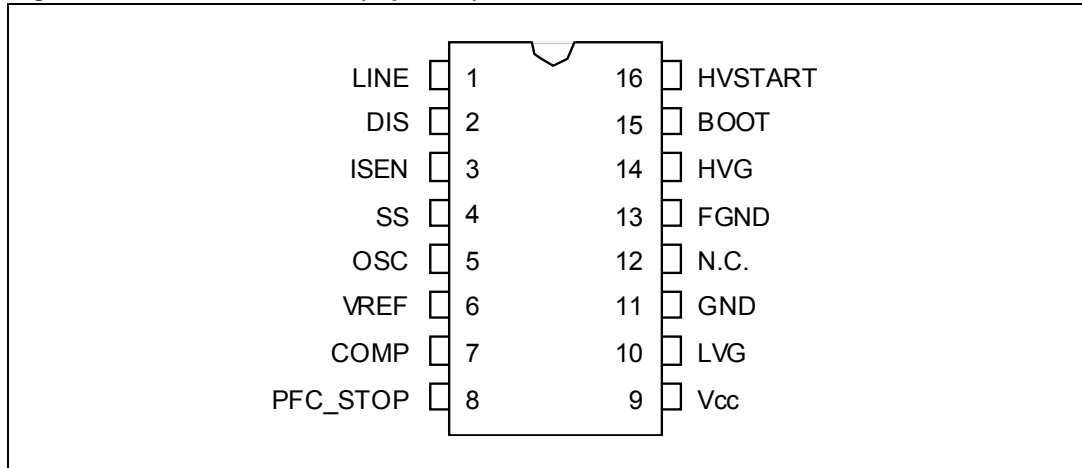 LINE 1 16 HVSTART
DIS 2 15 BOOT
ISEN 3 14 HVG
SS 4 13 FGND
OSC 5 12 N.C.
VREF 6 11 GND
COMP 7 10 LVG
PFC_STOP 8 9 Vcc